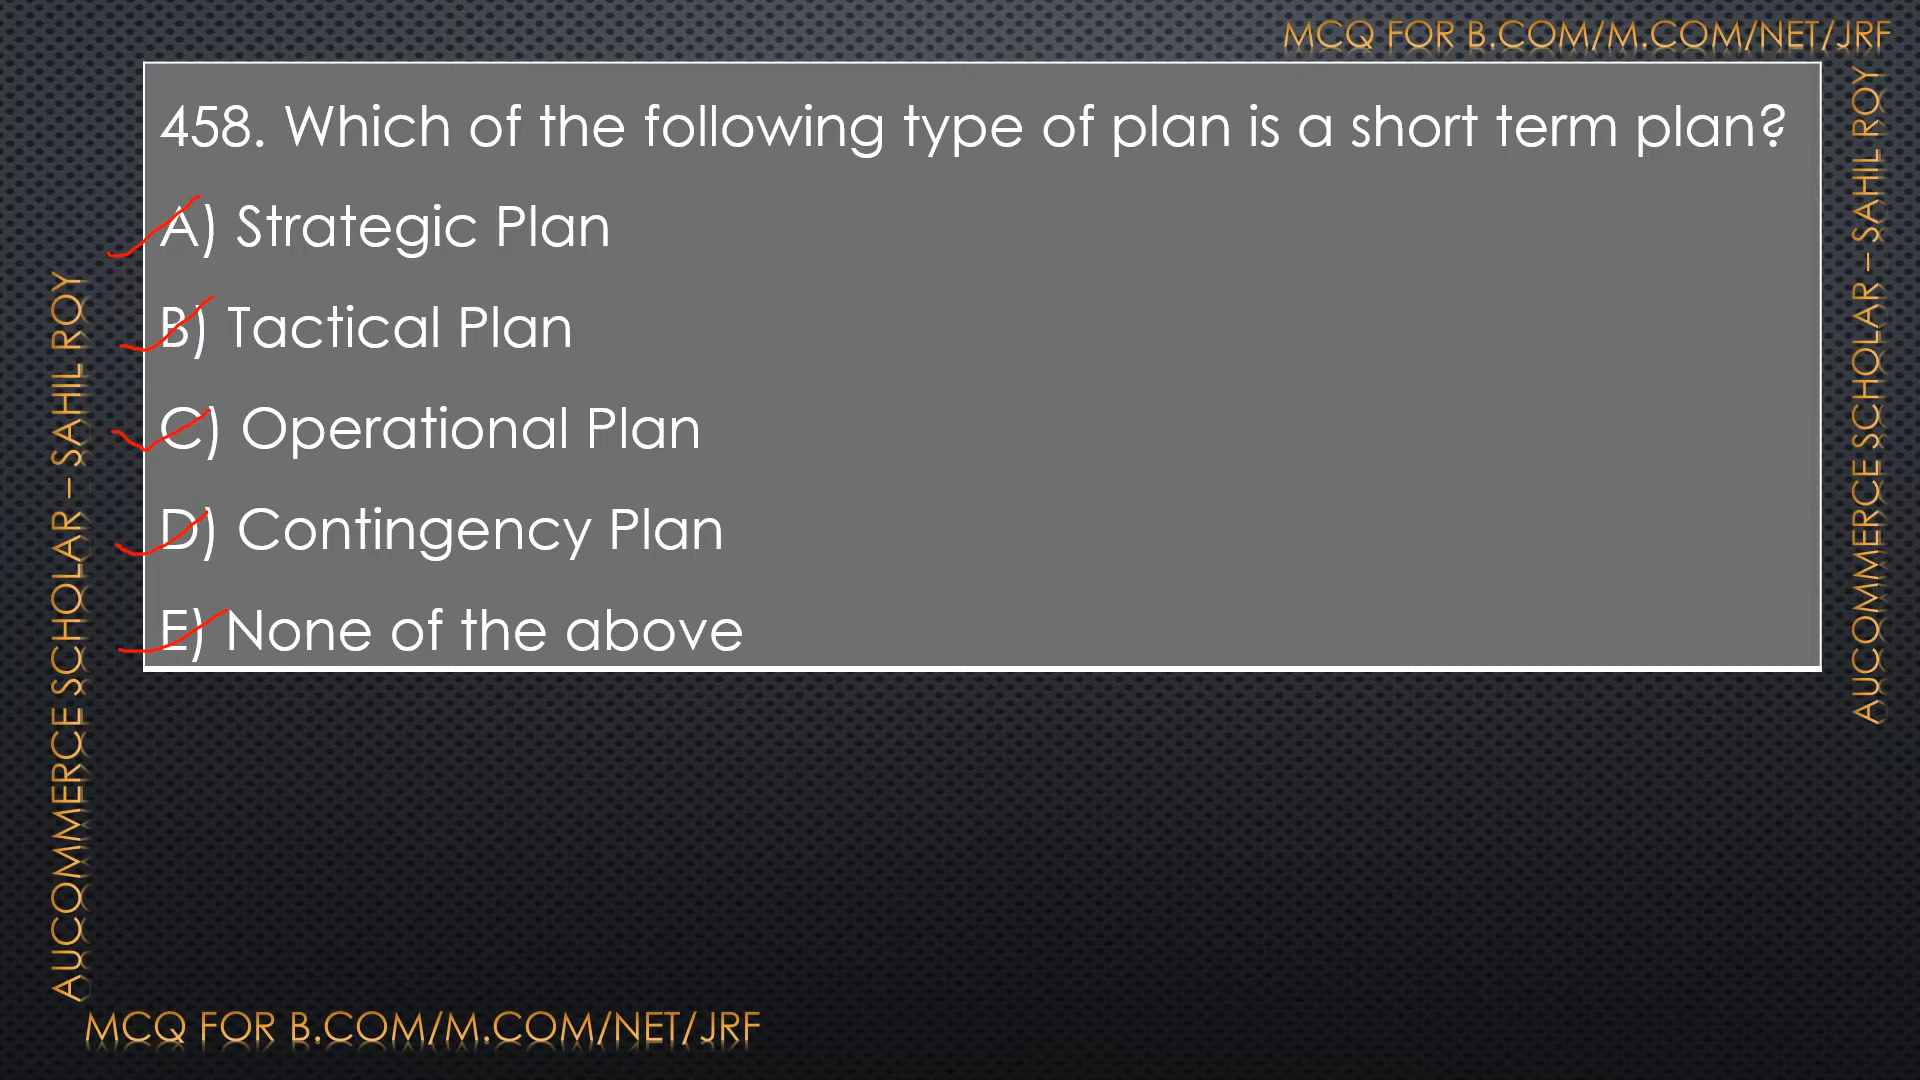 MCQ FOR B.COM/M.COM/NET/JRF
458. Which of the following type of plan is a short term plan?
A) Strategic Plan
B) Tactical Plan
C) Operational Plan
D) Contingency Plan
E) None of the above
AUCOMMERCE SCHOLAR – SAHIL ROY
AUCOMMERCE SCHOLAR – SAHIL ROY
MCQ FOR B.COM/M.COM/NET/JRF